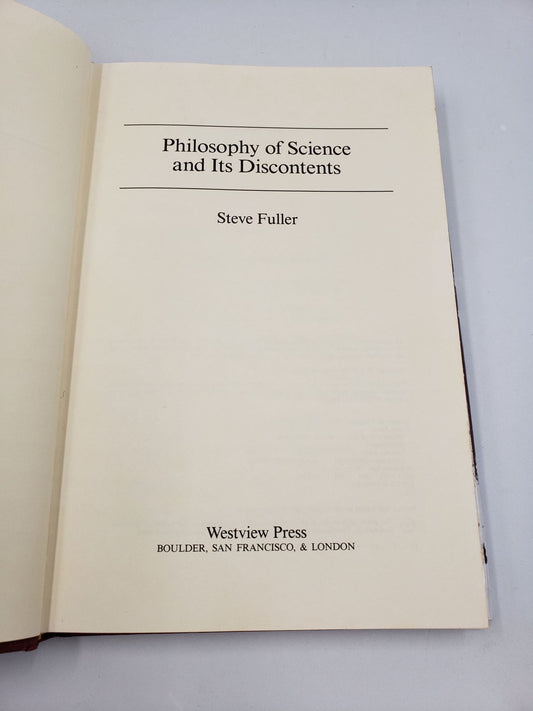 Philosophy of Science
and Its Discontents
Steve Fuller
Westview Press
BOULDER, SAN FRANCISCO, & LONDON